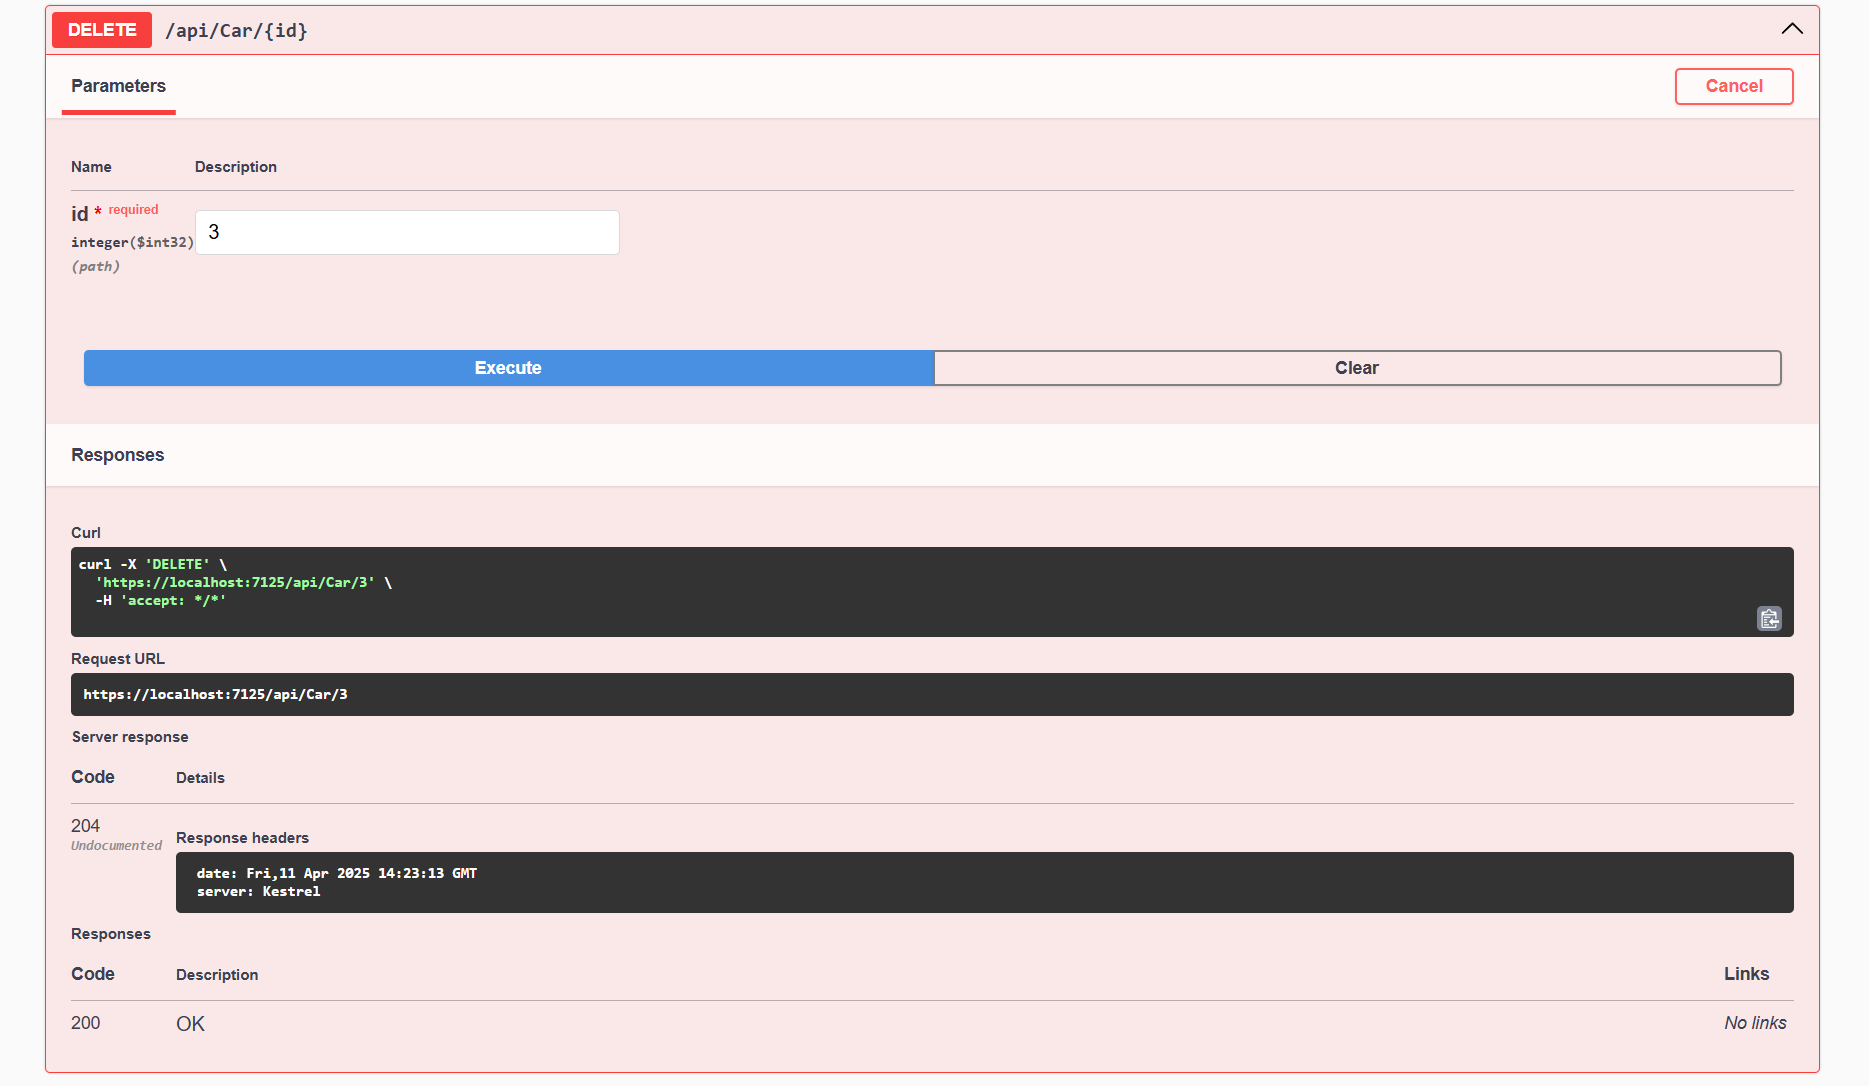 DELETE /api/Car/{id}
Parameters
Cancel
Name Description
id * required
integer($int32)
(path)
3
Execute Clear
Responses
Curl
curl -X 'DELETE' \
'https://localhost:7125/api/Car/3' \
-H 'accept: */*'
Request URL
https://localhost:7125/api/Car/3
Server response
Code Details
204
Undocumented
Response headers
date: Fri,11 Apr 2025 14:23:13 GMT
server: Kestrel
Responses
Code Description Links
200 OK No links